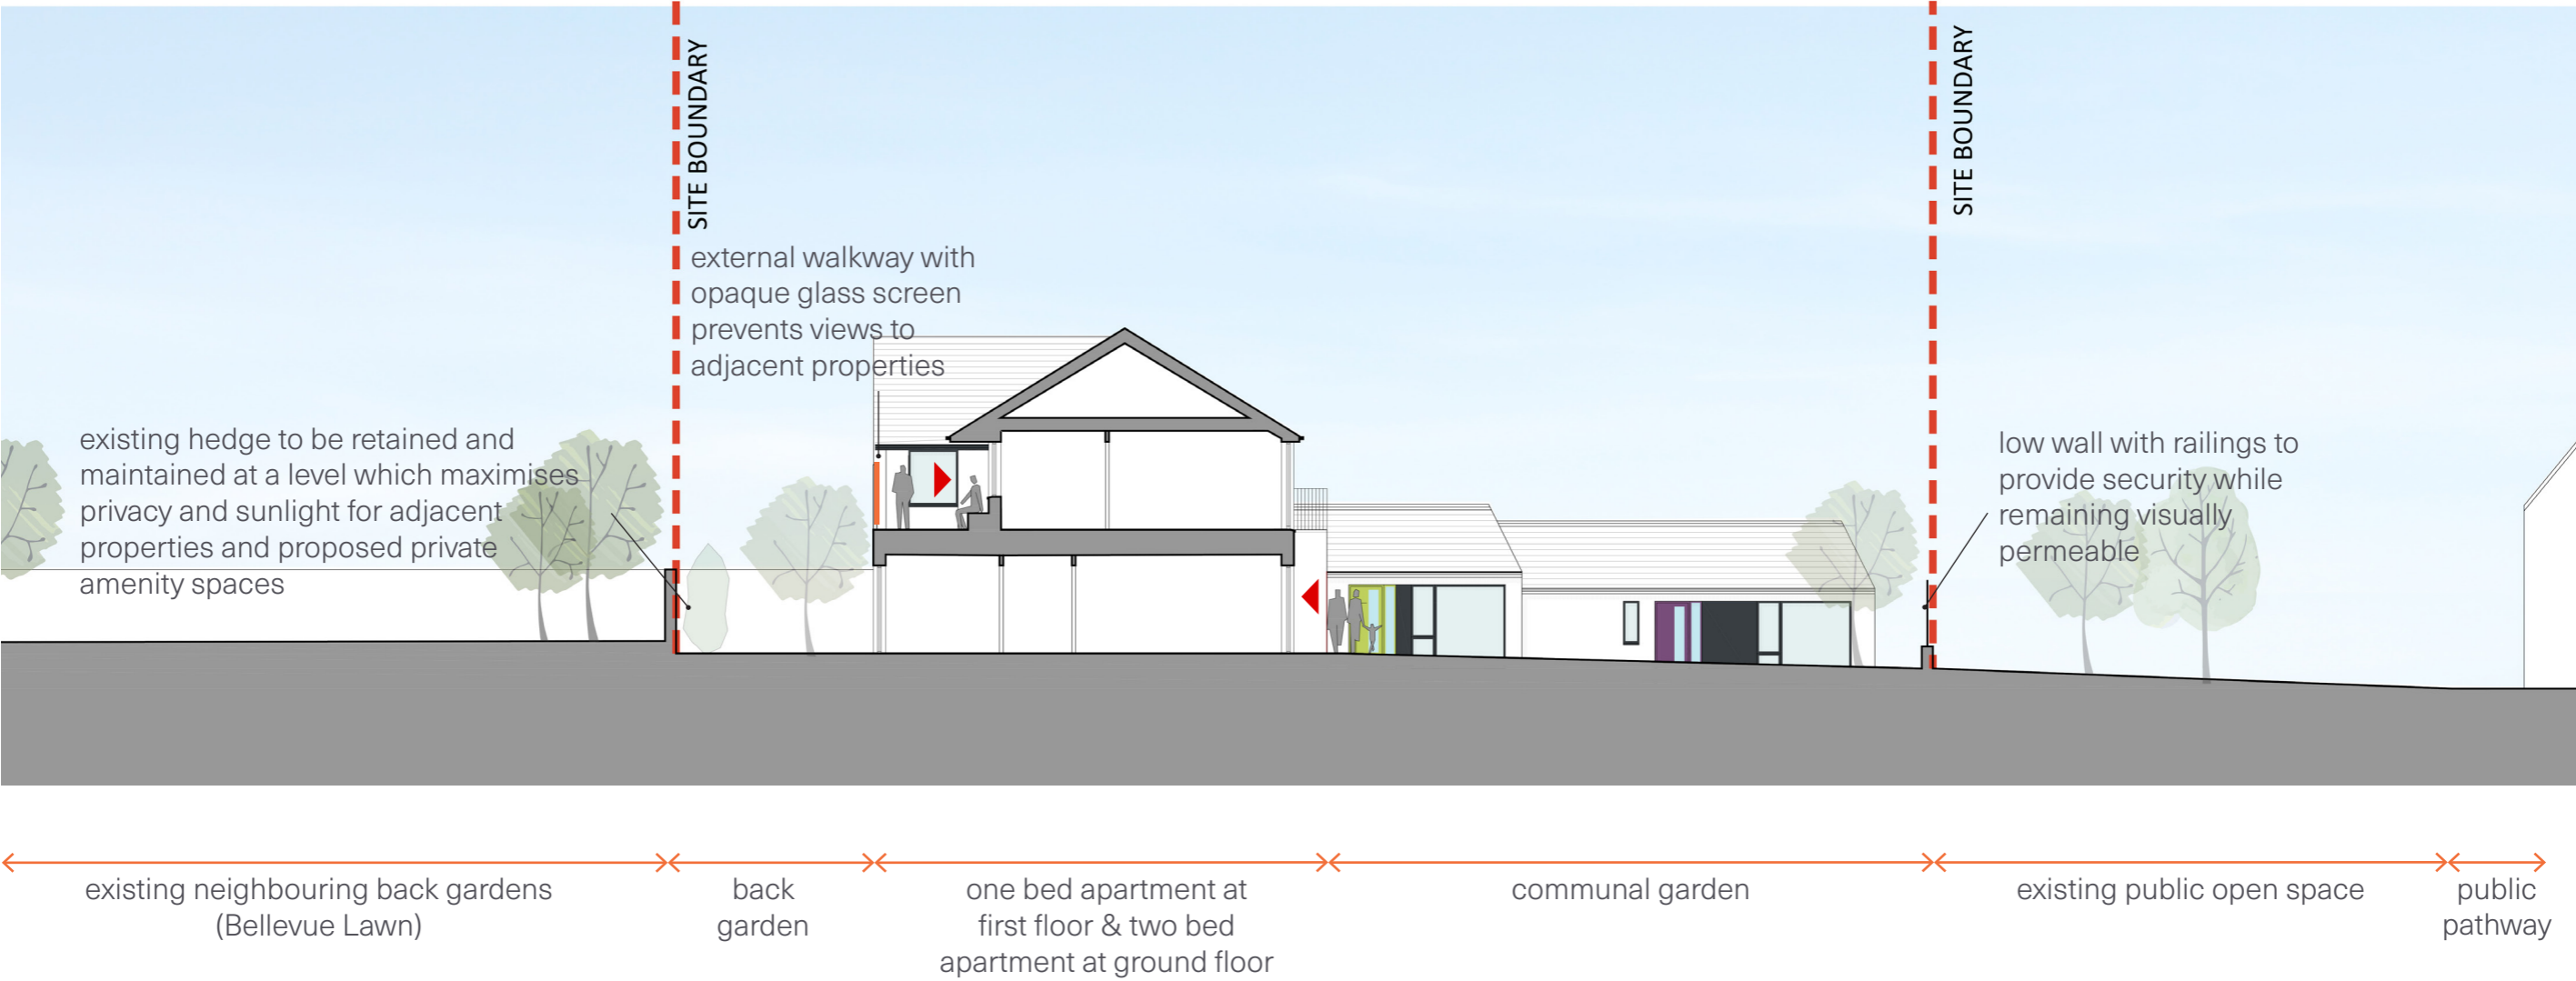 SITE BOUNDARY
SITE BOUNDARY
external walkway with
opaque glass screen
prevents views to
adjacent properties
existing hedge to be retained and
maintained at a level which maximises
privacy and sunlight for adjacent
properties and proposed private
amenity spaces
low wall with railings to
provide security while
remaining visually
permeable
existing neighbouring back gardens
(Bellevue Lawn)
back
garden
one bed apartment at
first floor & two bed
apartment at ground floor
communal garden
existing public open space
public
pathway